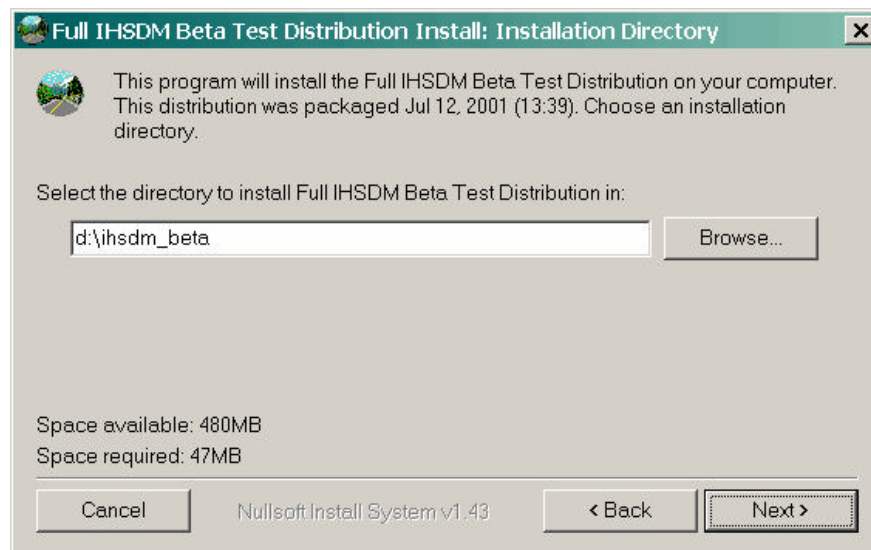 Full IHSDM Beta Test Distribution Install: Installation Directory
This program will install the Full IHSDM Beta Test Distribution on your computer.
This distribution was packaged Jul 12, 2001 (13:39). Choose an installation
directory.
Select the directory to install Full IHSDM Beta Test Distribution in:
d:\ihsdm_beta
Browse...
Space available: 480MB
Space required: 47MB
Cancel
Nullsoft Install System v1.43
< Back
Next >